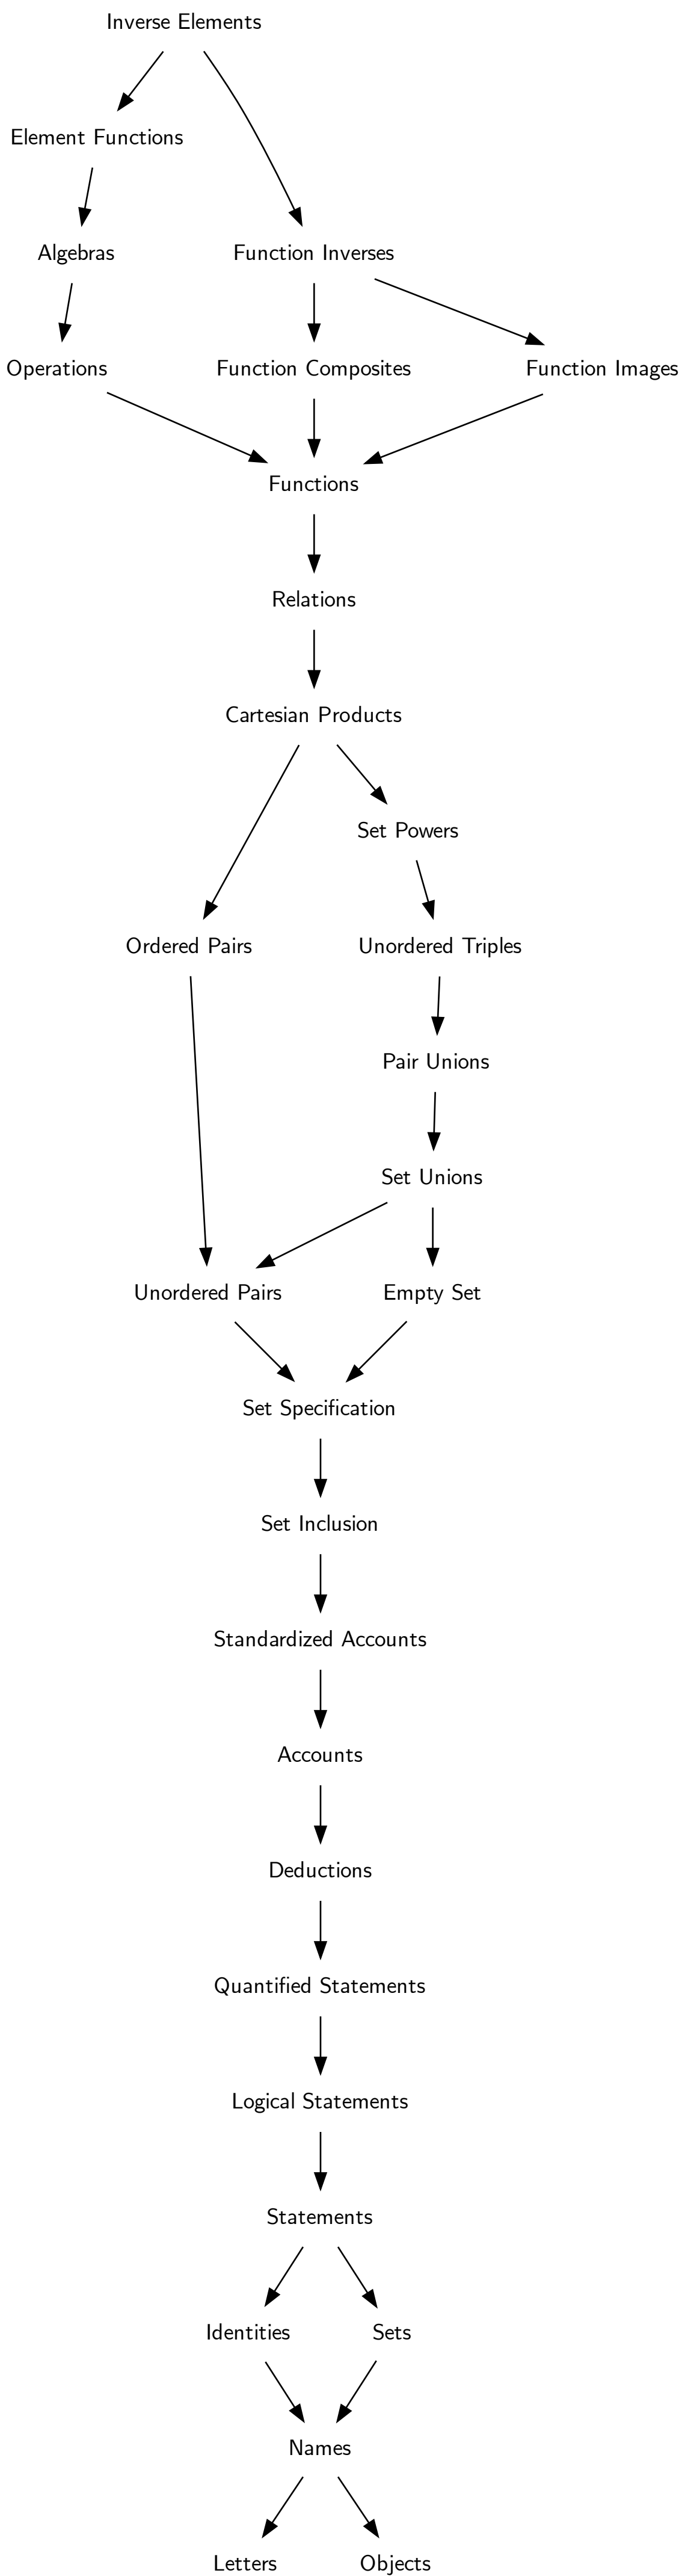 Inverse Elements
Element Functions
Algebras
Function Inverses
Operations
Function Composites
Function Images
Functions
Relations
Cartesian Products
Set Powers
Ordered Pairs
Unordered Triples
Pair Unions
Set Unions
Unordered Pairs
Empty Set
Set Specification
Set Inclusion
Standardized Accounts
Accounts
Deductions
Quantified Statements
Logical Statements
Statements
Identities
Sets
Names
Letters
Objects